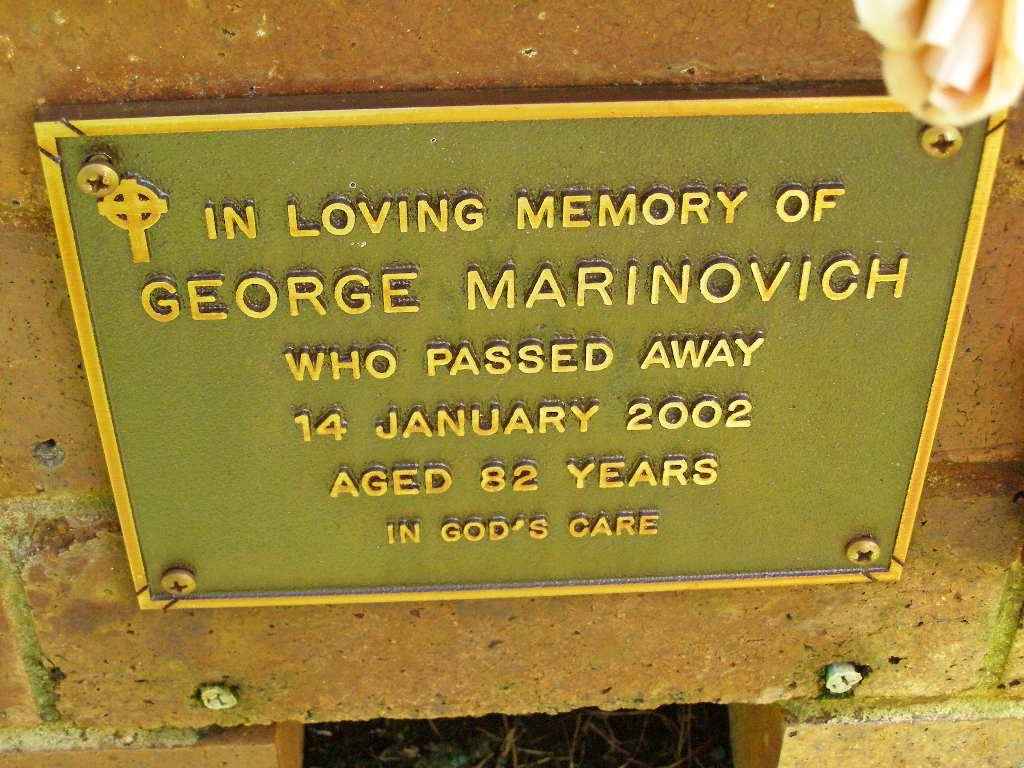 IN LOVING MEMORY OF
GEORGE MARINOVICH
WHO PASSED AWAY
14 JANUARY 2002
AGED 82 YEARS
IN GOD'S CARE